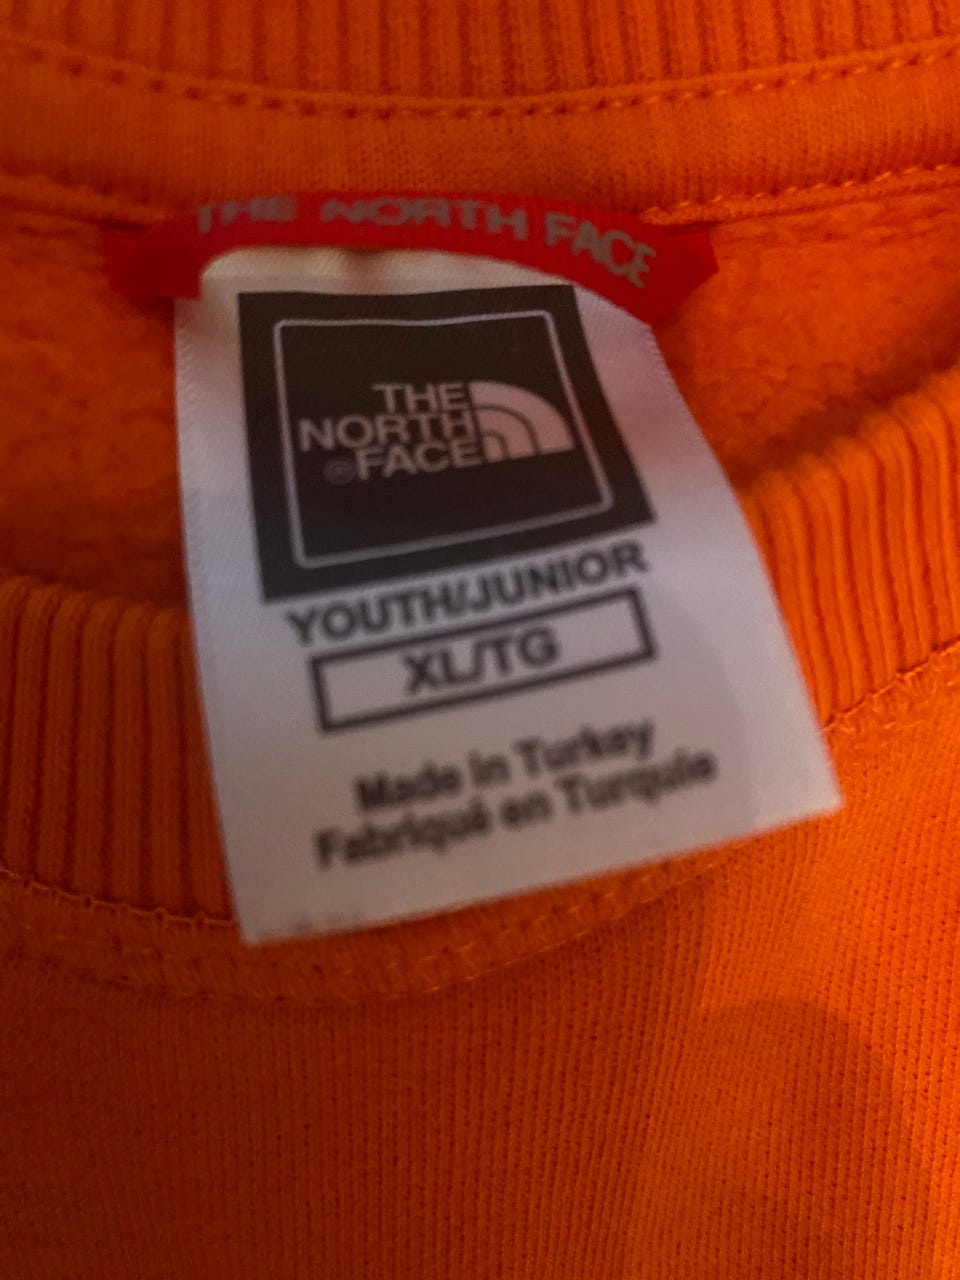 THE NORTH FACE
THE
NORTH
FACE
YOUTH/JUNIOR
XL/TG
Made in Turkey
Fabriqué en Turquie